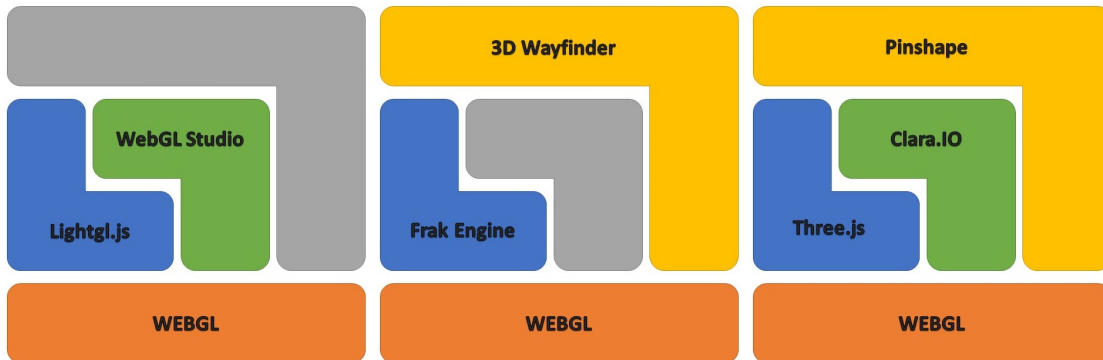 3D Wayfinder
Pinshape
WebGL Studio
Clara.IO
Lightgl.js
Frak Engine
Three.js
WEBGL
WEBGL
WEBGL